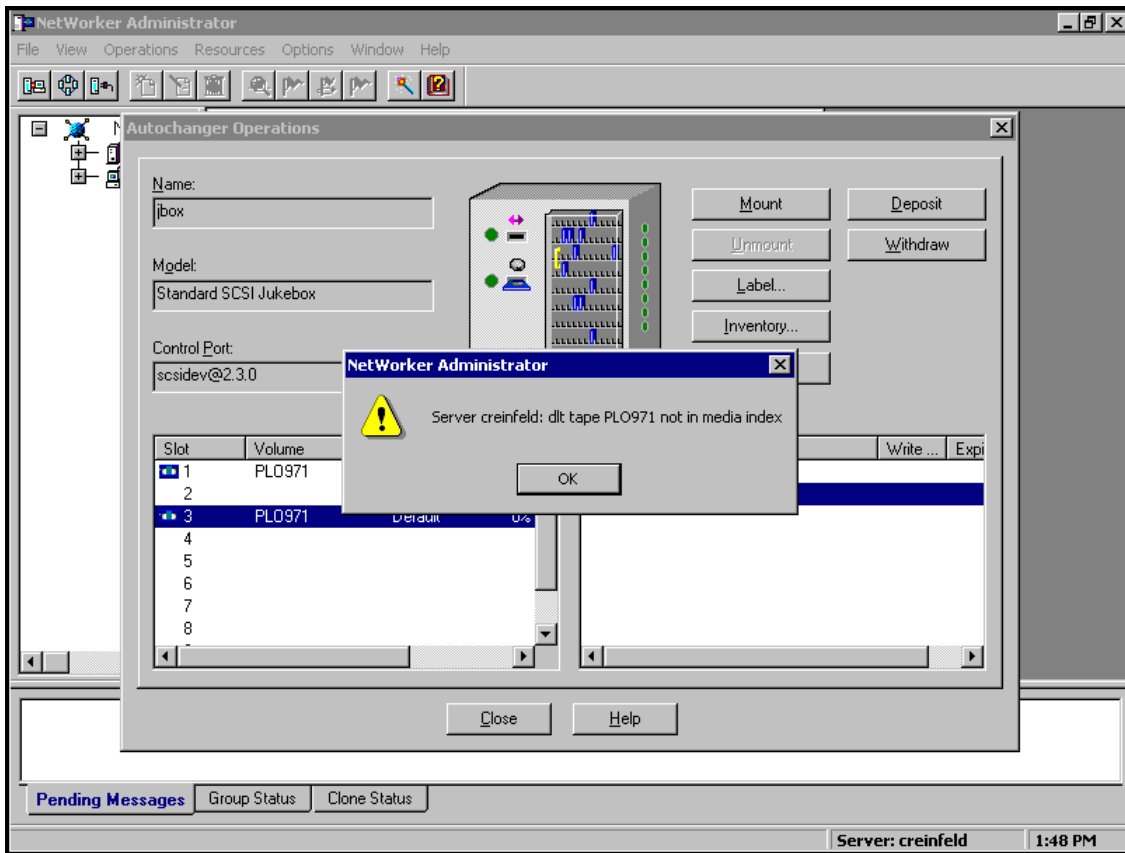 NetWorker Administrator
File View Operations Resources Options Window Help
Autochanger Operations
Name:
jbox
Model:
Standard SCSI Jukebox
Control Port:
scsidev@2.3.0
Mount
Deposit
Unmount
Withdraw
Label...
Inventory...
NetWorker Administrator
Server creinfeld: dlt tape PLO971 not in media index
OK
Slot Volume
Write ... Expi
1 PLO971
2
3 PLO971 Default 0%
4
5
6
7
8
Close
Help
Pending Messages
Group Status
Clone Status
Server: creinfeld
1:48 PM